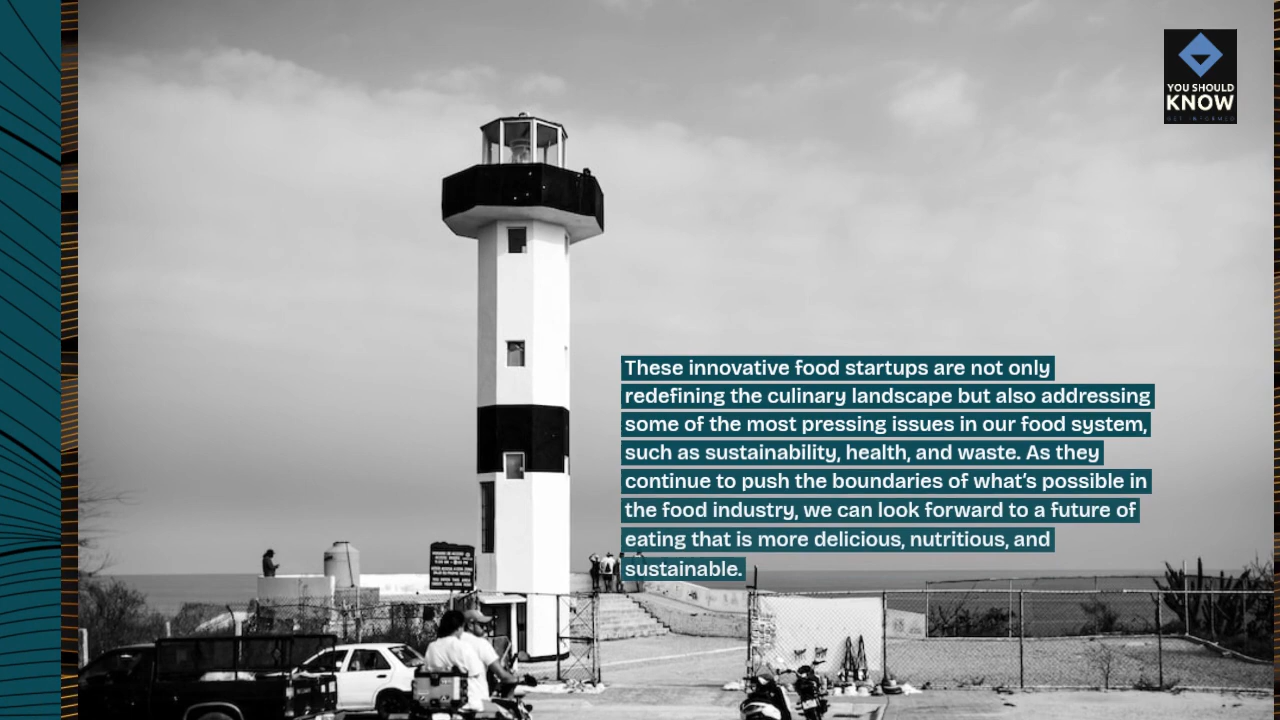 YOU SHOULD
KNOW
GET INFORMED
These innovative food startups are not only
redefining the culinary landscape but also addressing
some of the most pressing issues in our food system,
such as sustainability, health, and waste. As they
continue to push the boundaries of what’s possible in
the food industry, we can look forward to a future of
eating that is more delicious, nutritious, and
sustainable.